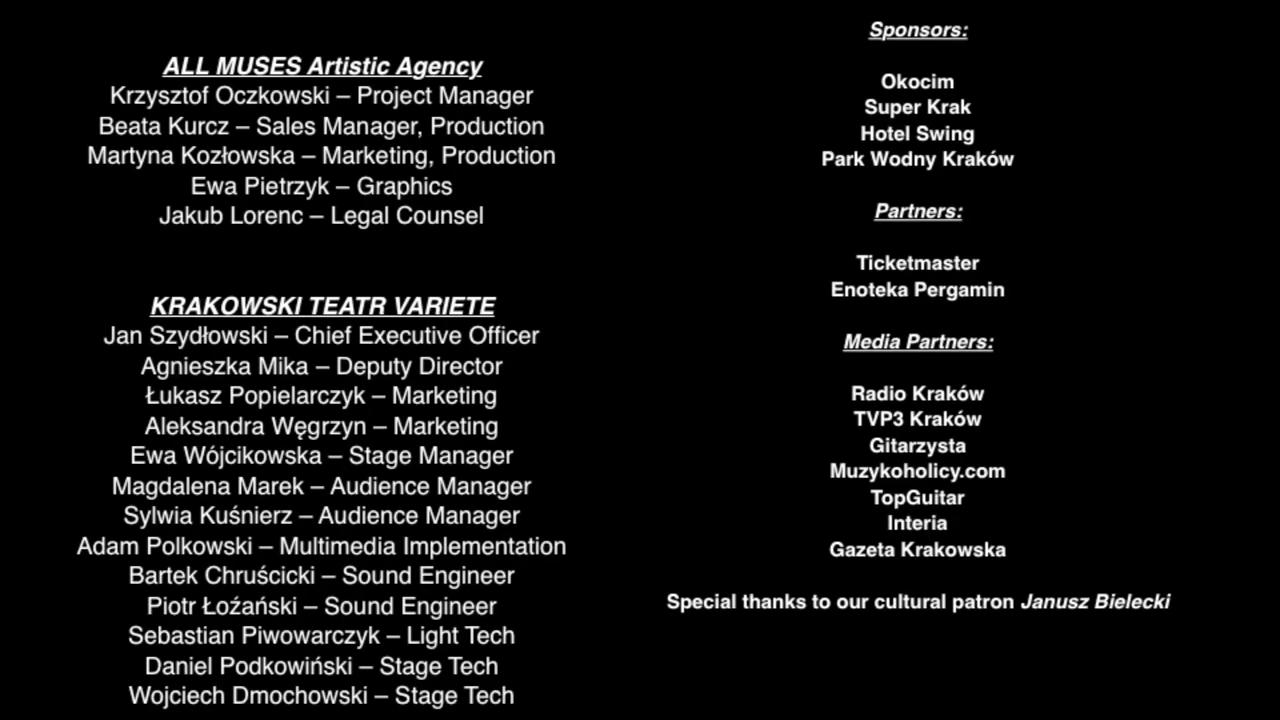 ALL MUSES Artistic Agency
Krzysztof Oczkowski – Project Manager
Beata Kurcz – Sales Manager, Production
Martyna Kozłowska – Marketing, Production
Ewa Pietrzyk – Graphics
Jakub Lorenc – Legal Counsel
KRAKOWSKI TEATR VARIETE
Jan Szydłowski – Chief Executive Officer
Agnieszka Mika – Deputy Director
Łukasz Popielarczyk – Marketing
Aleksandra Węgrzyn – Marketing
Ewa Wójcikowska – Stage Manager
Magdalena Marek – Audience Manager
Sylwia Kuśnierz – Audience Manager
Adam Polkowski – Multimedia Implementation
Bartek Chruścicki – Sound Engineer
Piotr Łoźański – Sound Engineer
Sebastian Piwowarczyk – Light Tech
Daniel Podkowiński – Stage Tech
Wojciech Dmochowski – Stage Tech
Sponsors:
Okocim
Super Krak
Hotel Swing
Park Wodny Kraków
Partners:
Ticketmaster
Enoteka Pergamin
Media Partners:
Radio Kraków
TVP3 Kraków
Gitarzysta
Muzykoholicy.com
TopGuitar
Interia
Gazeta Krakowska
Special thanks to our cultural patron Janusz Bielecki